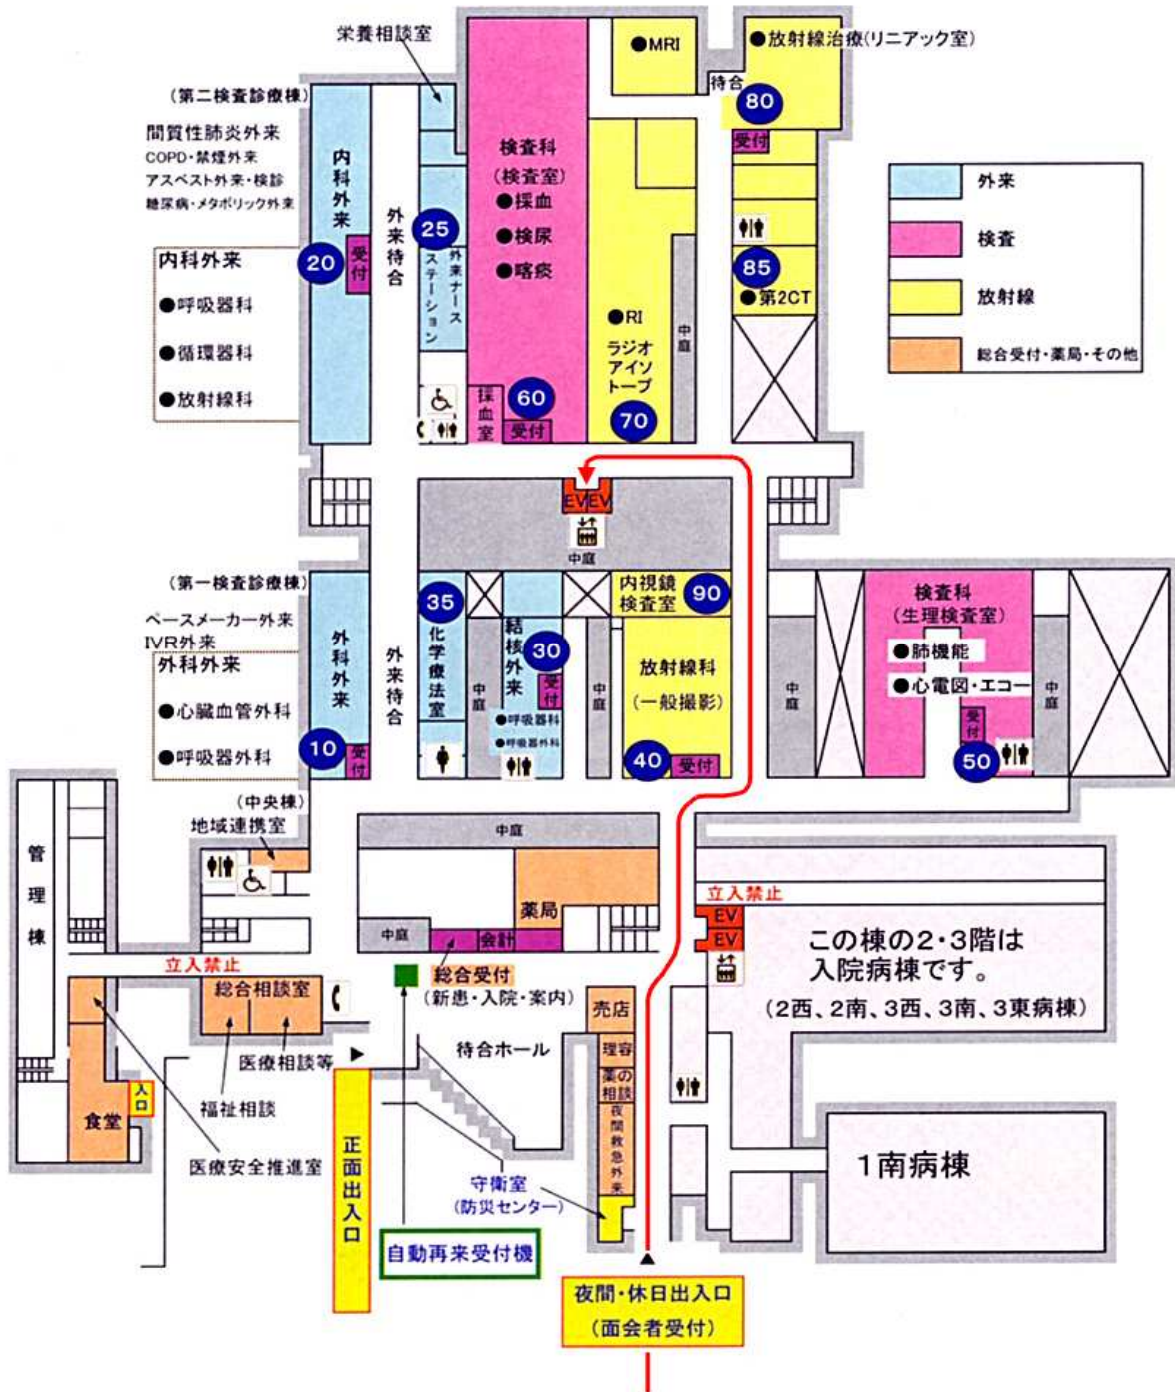 栄養相談室
●MRI
●放射線治療(リニアック室)
待合
80
受付
(第二検査診療棟)
間質性肺炎外来
COPD・禁煙外来
アスベスト外来・検診
糖尿病・メタボリック外来
内科外来
20
受付
内科外来
●呼吸器科
●循環器科
●放射線科
外来待合
25
外来ナース
ステーション
検査科
(検査室)
●採血
●検尿
●喀痰
採血室
60
受付
●RI
ラジオ
アイソ
トープ
70
中庭
85
●第2CT
外来
検査
放射線
総合受付・薬局・その他
EV EV
中庭
(第一検査診療棟)
ペースメーカー外来
IVR外来
外科外来
●心臓血管外科
●呼吸器外科
外科外来
10
受付
外来待合
35
化学療法室
中庭
結核外来
30
受付
●呼吸器科
●呼吸器外科
中庭
内視鏡
検査室
90
放射線科
(一般撮影)
40
受付
中庭
検査科
(生理検査室)
●肺機能
●心電図・エコー
受付
50
中庭
(中央棟)
地域連携室
管理棟
中庭
薬局
中庭
会計
総合受付
(新患・入院・案内)
立入禁止
EV
EV
この棟の2・3階は
入院病棟です。
(2西、2南、3西、3南、3東病棟)
立入禁止
総合相談室
医療相談等
福祉相談
医療安全推進室
食堂
入口
待合ホール
売店
理容
薬の
相談
夜間救急外来
正面出入口
守衛室
(防災センター)
自動再来受付機
1南病棟
夜間・休日出入口
(面会者受付)